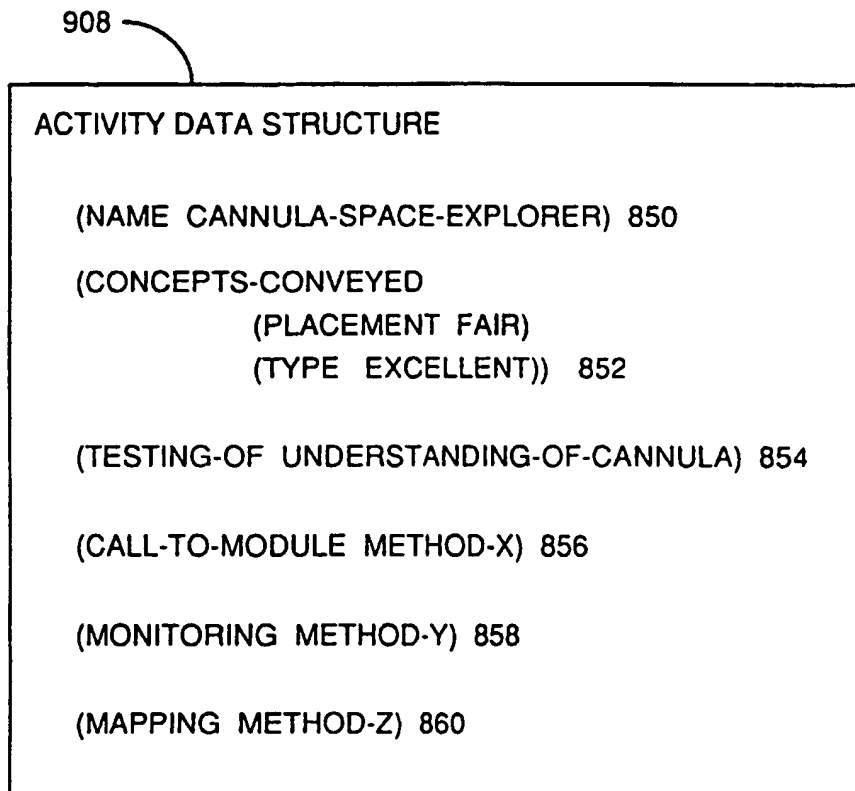 908
ACTIVITY DATA STRUCTURE
(NAME CANNULA-SPACE-EXPLORER) 850
(CONCEPTS-CONVEYED
(PLACEMENT FAIR)
(TYPE EXCELLENT)) 852
(TESTING-OF UNDERSTANDING-OF-CANNULA) 854
(CALL-TO-MODULE METHOD-X) 856
(MONITORING METHOD-Y) 858
(MAPPING METHOD-Z) 860